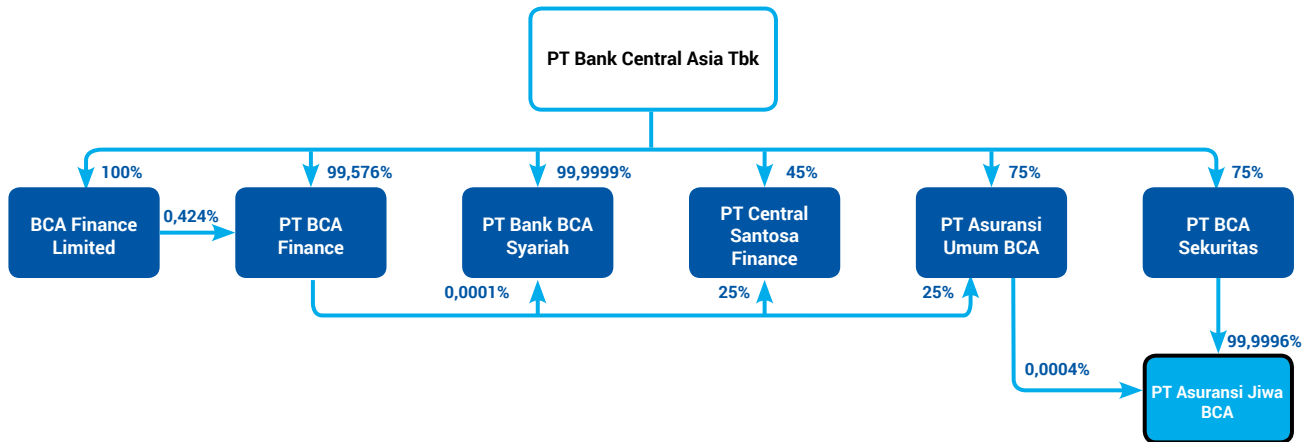 PT Bank Central Asia Tbk
100%
99,576%
99,9999%
45%
75%
75%
BCA Finance
Limited
0,424%
PT BCA
Finance
PT Bank BCA
Syariah
PT Central
Santosa
Finance
PT Asuransi
Umum BCA
PT BCA
Sekuritas
0,0001%
25%
25%
99,9996%
0,0004%
PT Asuransi Jiwa
BCA